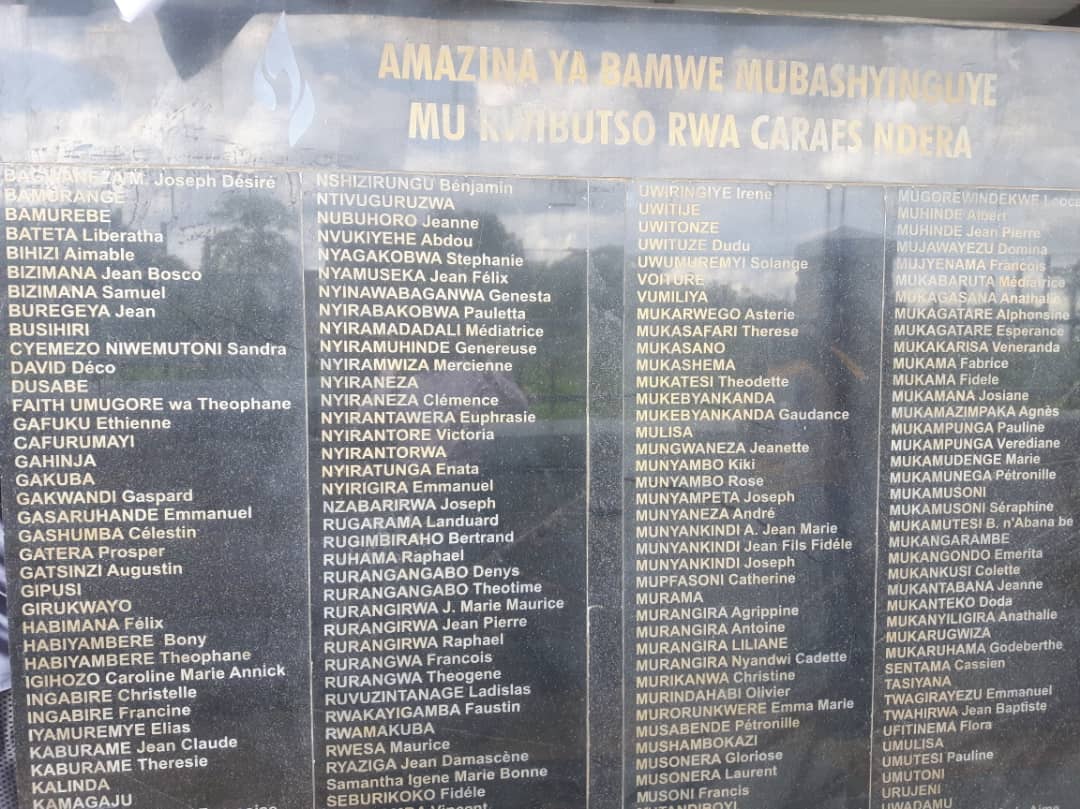 AMAZINA YA BAMWE MUBASHYINGUYE
MU RWIBUTSO RWA CARAES NDERA
BAGWANEZA M. Joseph Désiré
BAMURANGE
BAMUREBE
BATETA Liberatha
BIHIZI Aimable
BIZIMANA Jean Bosco
BIZIMANA Samuel
BUREGEYA Jean
BUSIHIRI
CYEMEZO NIWEMUTONI Sandra
DAVID Déco
DUSABE
FAITH UMUGORE wa Theophane
GAFUKU Ethienne
CAFURUMAYI
GAHINJA
GAKUBA
GAKWANDI Gaspard
GASARUHANDE Emmanuel
GASHUMBA Célestin
GATERA Prosper
GATSINZI Augustin
GIPUSI
GIRUKWAYO
HABIMANA Félix
HABIYAMBERE Bony
HABIYAMBERE Theophane
IGIHOZO Caroline Marie Annick
INGABIRE Christelle
INGABIRE Francine
IYAMUREMYE Elias
KABURAME Jean Claude
KABURAME Theresie
KALINDA
KAMAGAJU
NSHIZIRUNGU Bénjamin
NTIVUGURUZWA
NUBUHORO Jeanne
NVUKIYEHE Abdou
NYAGAKOBWA Stephanie
NYAMUSEKA Jean Félix
NYINAWABAGANWA Genesta
NYIRABAKOBWA Pauletta
NYIRAMADADALI Médiatrice
NYIRAMUHINDE Genereuse
NYIRAMWIZA Mercienne
NYIRANEZA
NYIRANEZA Clémence
NYIRANTAWERA Euphrasie
NYIRANTORE Victoria
NYIRANTORWA
NYIRATUNGA Enata
NYIRIGIRA Emmanuel
NZABARIRWA Joseph
RUGARAMA Landuard
RUGIMBIRAHO Bertrand
RUHAMA Raphael
RURANGANGABO Denys
RURANGANGABO Theotime
RURANGIRWA J. Marie Maurice
RURANGIRWA Jean Pierre
RURANGIRWA Raphael
RURANGWA Francois
RURANGWA Theogene
RUVUZINTANAGE Ladislas
RWAKAYIGAMBA Faustin
RWAMAKUBA
RWESA Maurice
RYAZIGA Jean Damascène
Samantha Igene Marie Bonne
SEBURIKOKO Fidéle
UWIRINGIYE Irene
UWITIJE
UWITONZE
UWITUZE Dudu
UWUMUREMYI Solange
VOITURE
VUMILIYA
MUKARWEGO Asterie
MUKASAFARI Therese
MUKASANO
MUKASHEMA
MUKATESI Theodette
MUKEBYANKANDA
MUKEBYANKANDA Gaudance
MULISA
MUNGWANEZA Jeanette
MUNYAMBO Kiki
MUNYAMBO Rose
MUNYAMPETA Joseph
MUNYANEZA André
MUNYANKINDI A. Jean Marie
MUNYANKINDI Jean Fils Fidéle
MUNYANKINDI Joseph
MUPFASONI Catherine
MURAMA
MURANGIRA Agrippine
MURANGIRA Antoine
MURANGIRA LILIANE
MURANGIRA Nyandwi Cadette
MURIKANWA Christine
MURINDAHABI Olivier
MURORUNKWERE Emma Marie
MUSABENDE Pétronille
MUSHAMBOKAZI
MUSONERA Gloriose
MUSONERA Laurent
MUSONI Francis
MUTANDIBOYI
MUGOREWINDEKWE
MUHINDE Albert
MUHINDE Jean Pierre
MUJAWAYEZU Domina
MUJYENAMA Francois
MUKABARUTA Médiatrice
MUKAGASANA Anathalie
MUKAGATARE Alphonsine
MUKAGATARE Esperance
MUKAKARISA Veneranda
MUKAMA Fabrice
MUKAMA Fidele
MUKAMANA Josiane
MUKAMAZIMPAKA Agnès
MUKAMPUNGA Pauline
MUKAMPUNGA Verediane
MUKAMUDENGE Marie
MUKAMUNEGA Pétronille
MUKAMUSONI
MUKAMUSONI Séraphine
MUKAMUTESI B. n'Abana be
MUKANGARAMBE
MUKANGONDO Emerita
MUKANKUSI Colette
MUKANTABANA Jeanne
MUKANTEKO Doda
MUKANYILIGIRA Anathalie
MUKARUGWIZA
MUKARUHAMA Godeberthe
SENTAMA Cassien
TASIYANA
TWAGIRAYEZU Emmanuel
TWAHIRWA Jean Baptiste
UFITINEMA Flora
UMULISA
UMUTESI Pauline
UMUTONI
URUJENI
UWADAMU